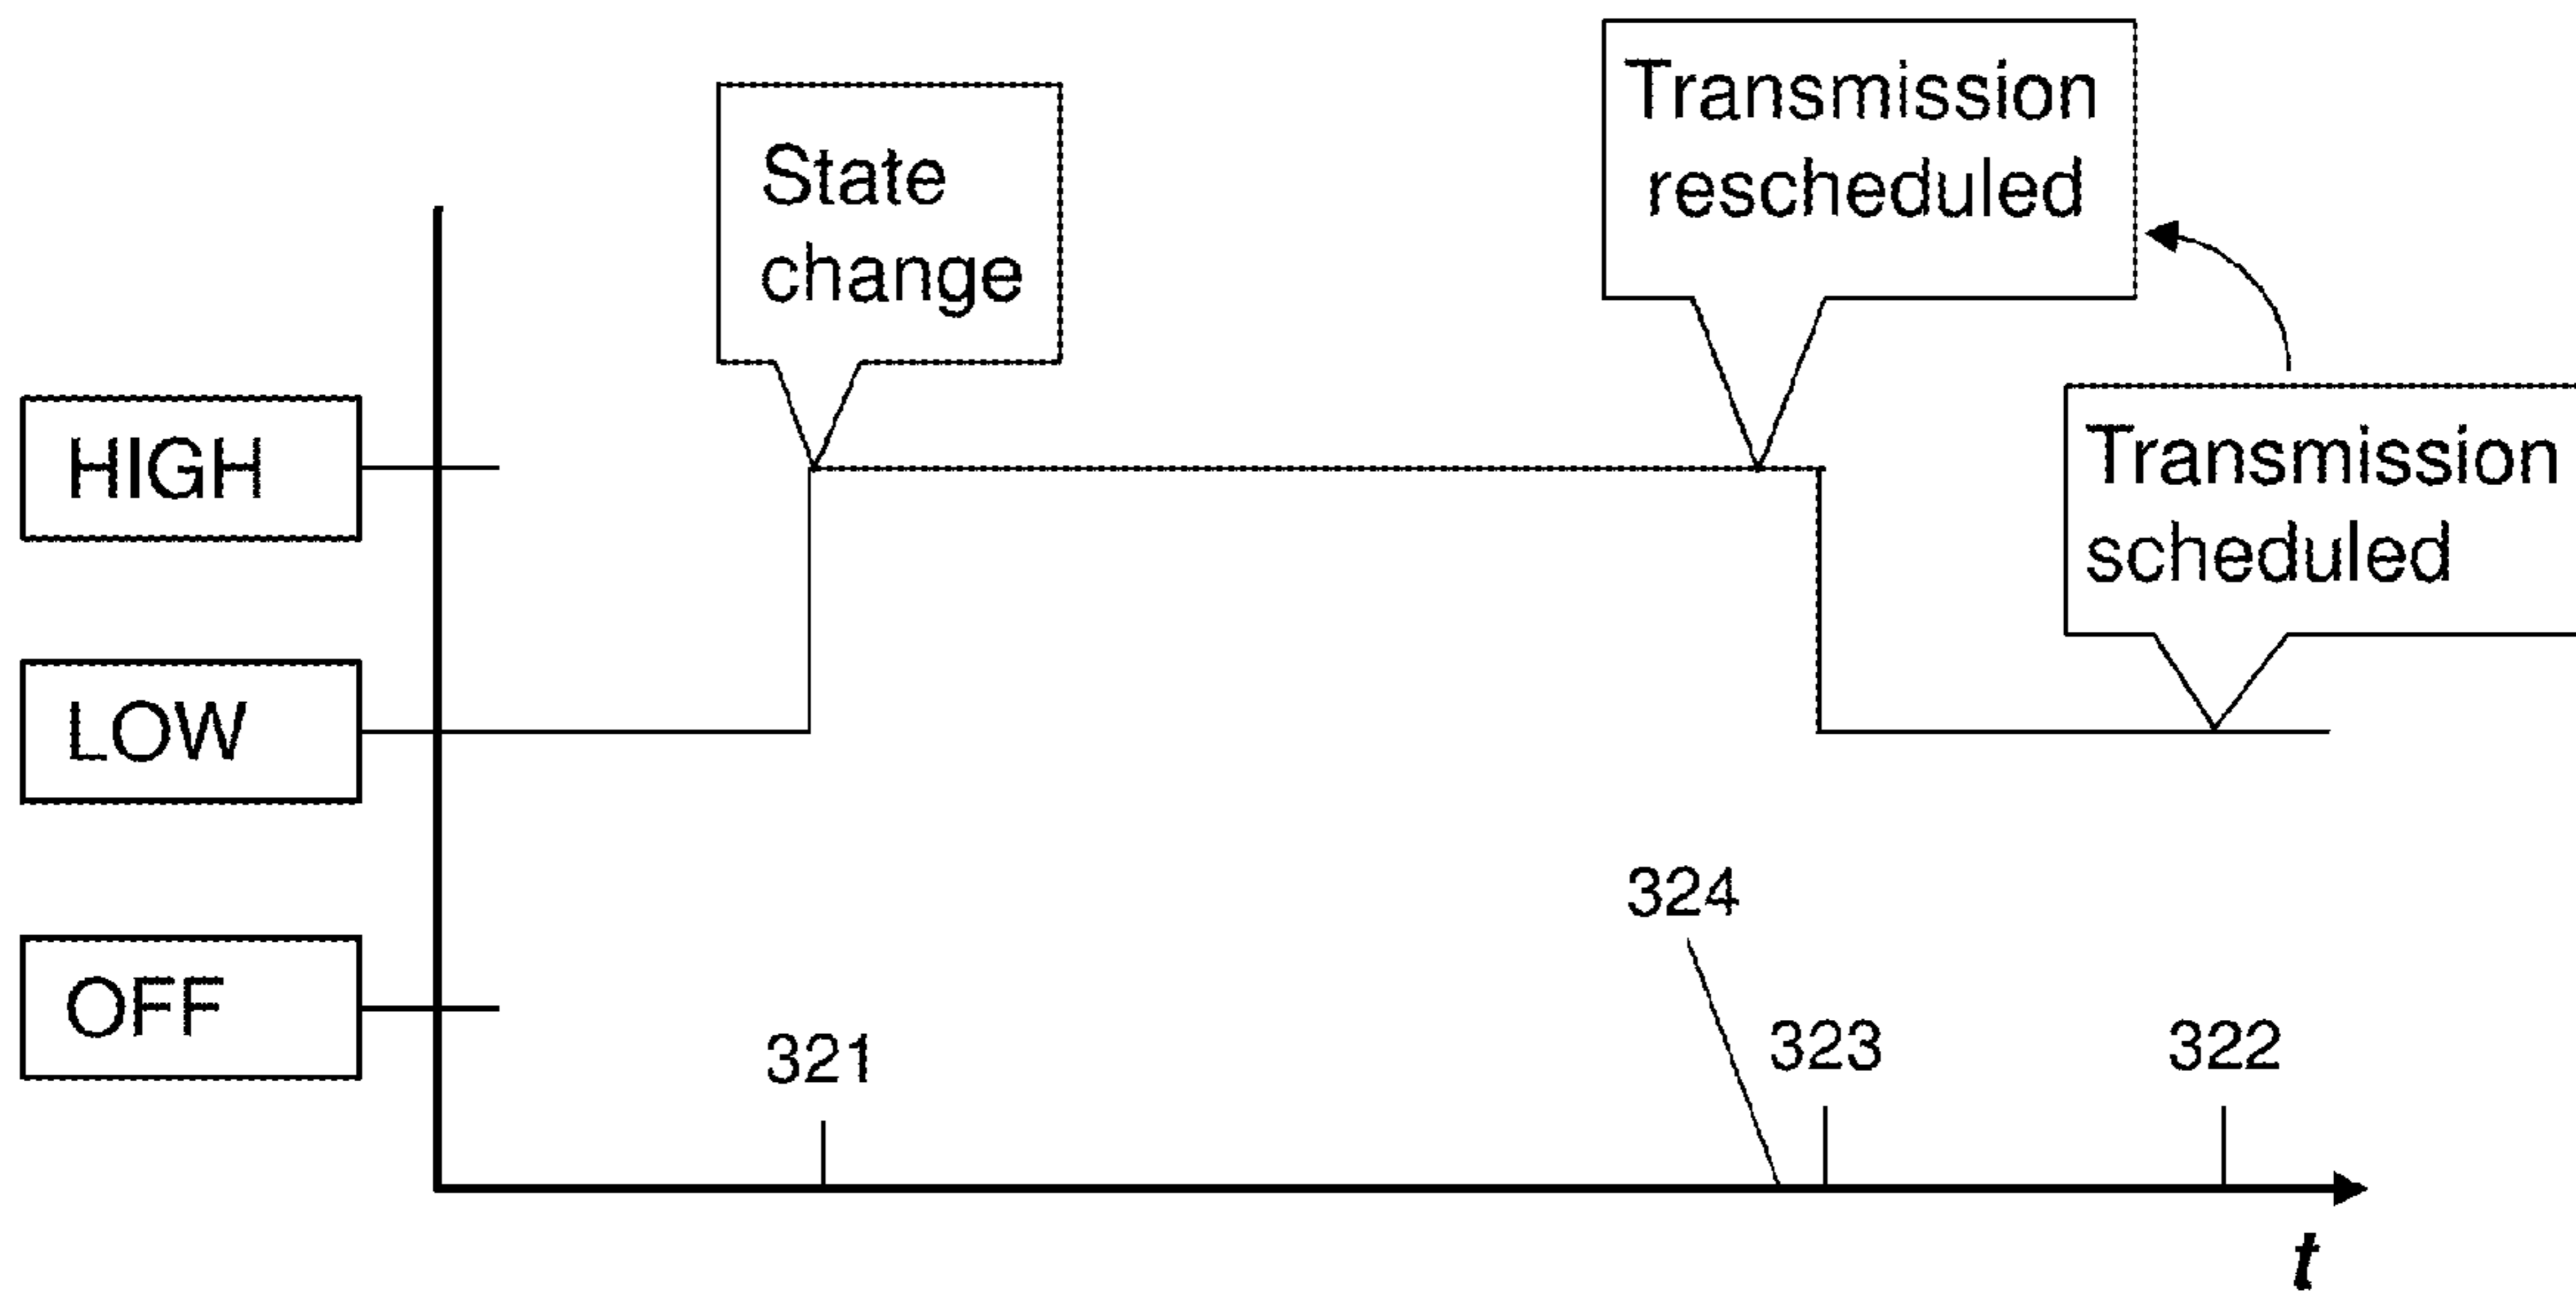 Transmission
rescheduled
State
change
HIGH
Transmission
scheduled
LOW
324
OFF
321
323
322
t